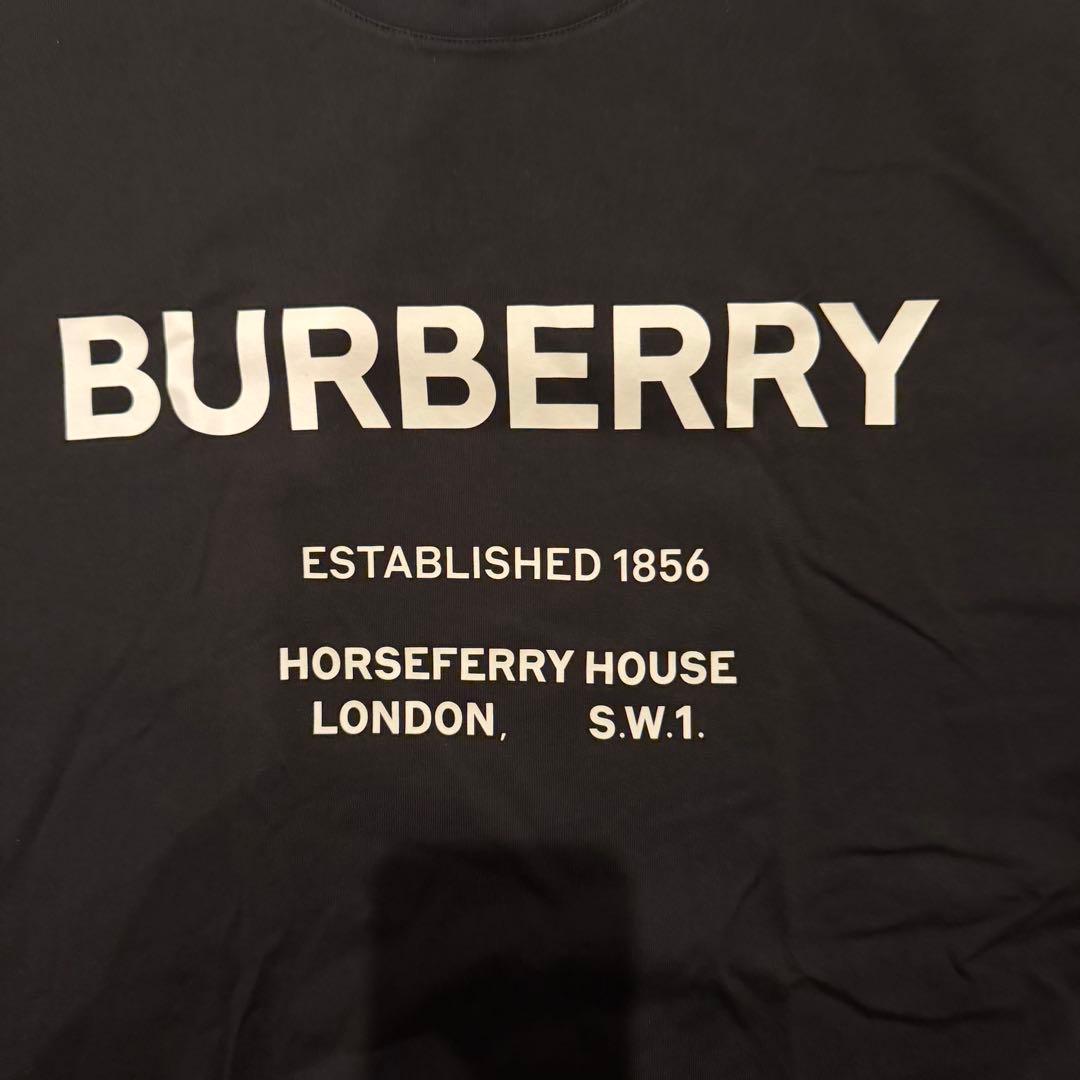 BURBERRY
ESTABLISHED 1856
HORSEFERRY HOUSE
LONDON, S.W.1.